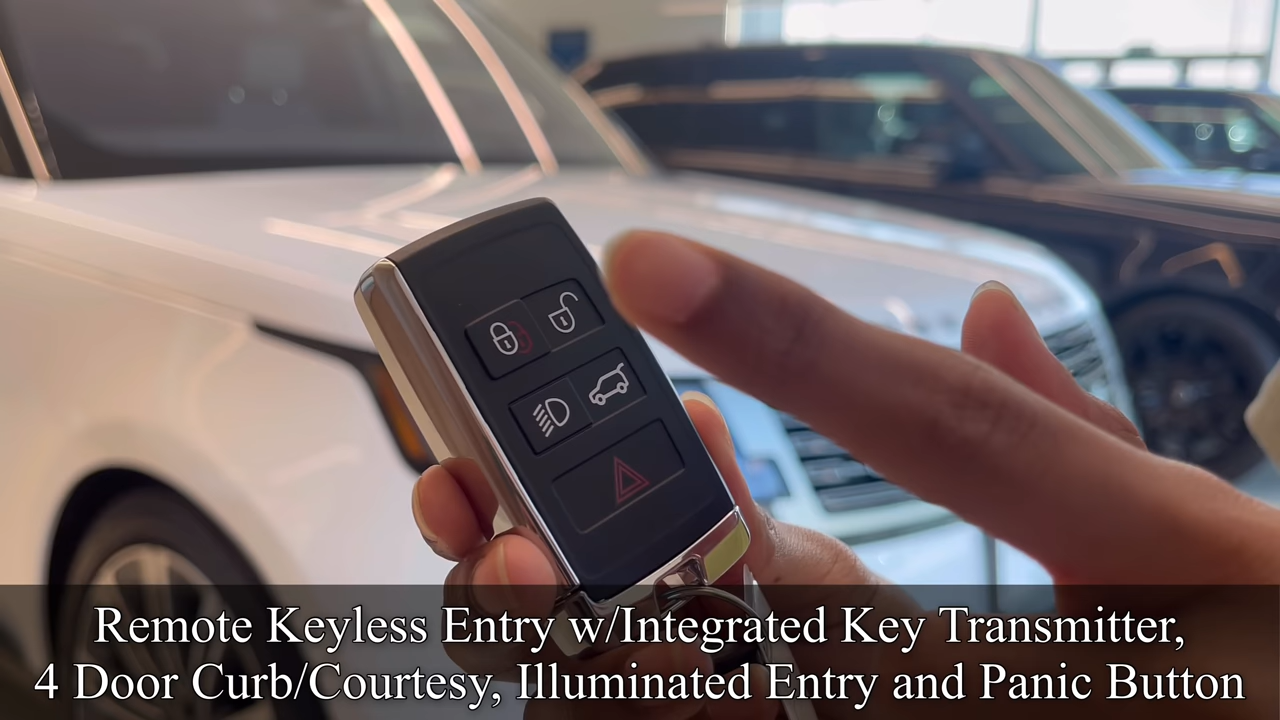 Remote Keyless Entry w/Integrated Key Transmitter,
4 Door Curb/Courtesy, Illuminated Entry and Panic Button